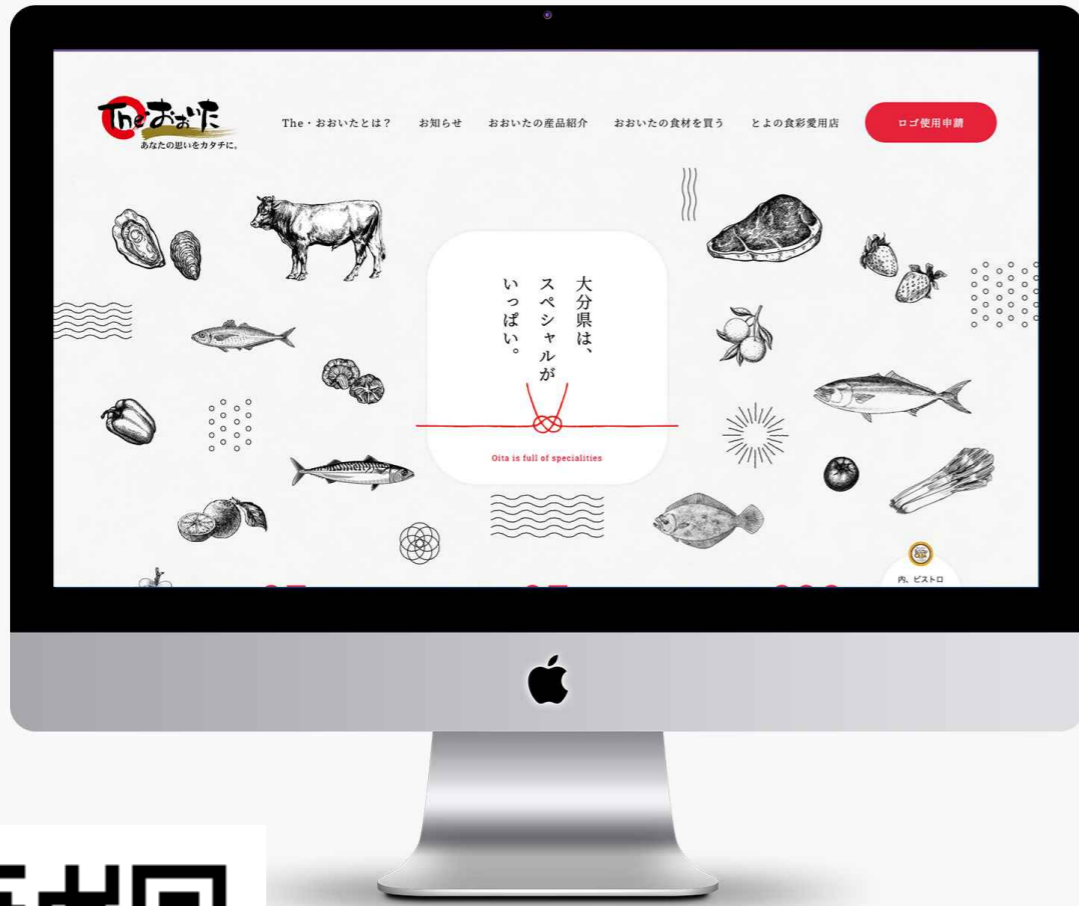 The・おおいた
あなたの思いをカタチに。
The・おおいたとは？
お知らせ
おおいたの産品紹介
おおいたの食材を買う
とよの食彩愛用店
ロゴ使用申請
大分県は、
スペシャルが
いっぱい。
Oita is full of specialities
内、ビストロ